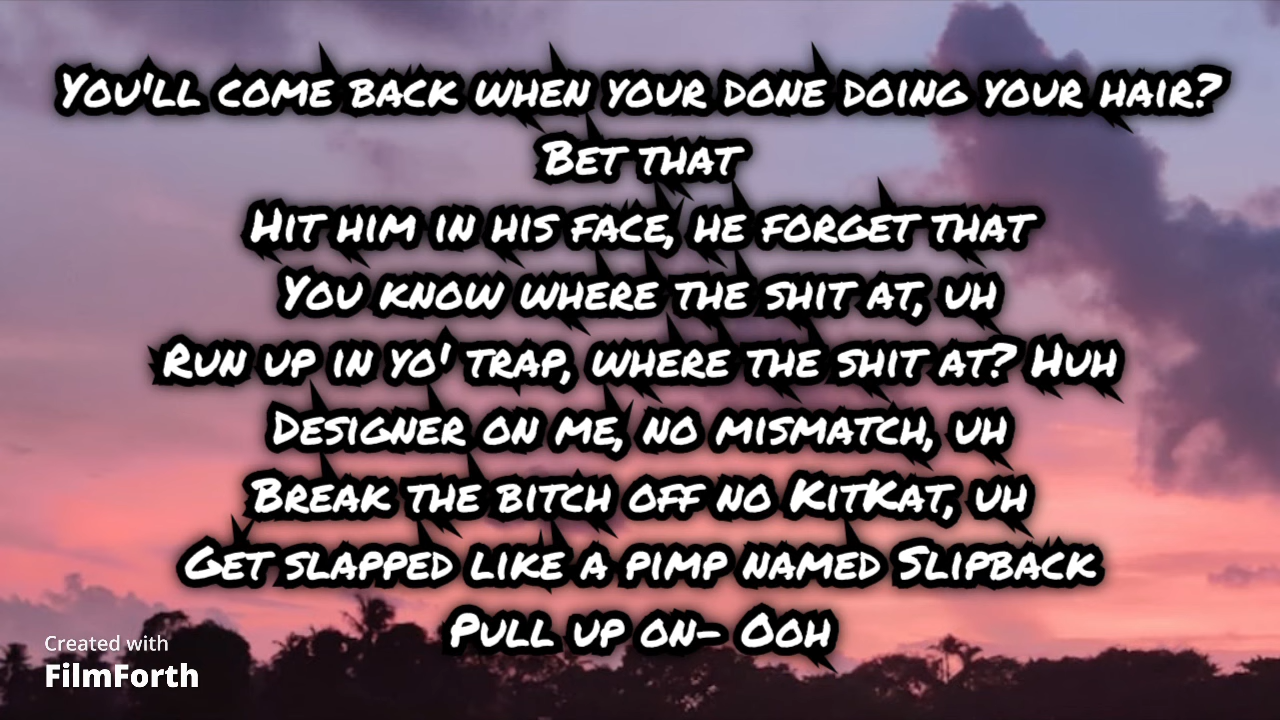 You'll come back when your done doing your hair?
Bet that
Hit him in his face, he forget that
You know where the shit at, uh
Run up in yo' trap, where the shit at? Huh
Designer on me, no mismatch, uh
Break the bitch off no KitKat, uh
Get slapped like a pimp named Slipback
Pull up on- Ooh
Created with
FilmForth